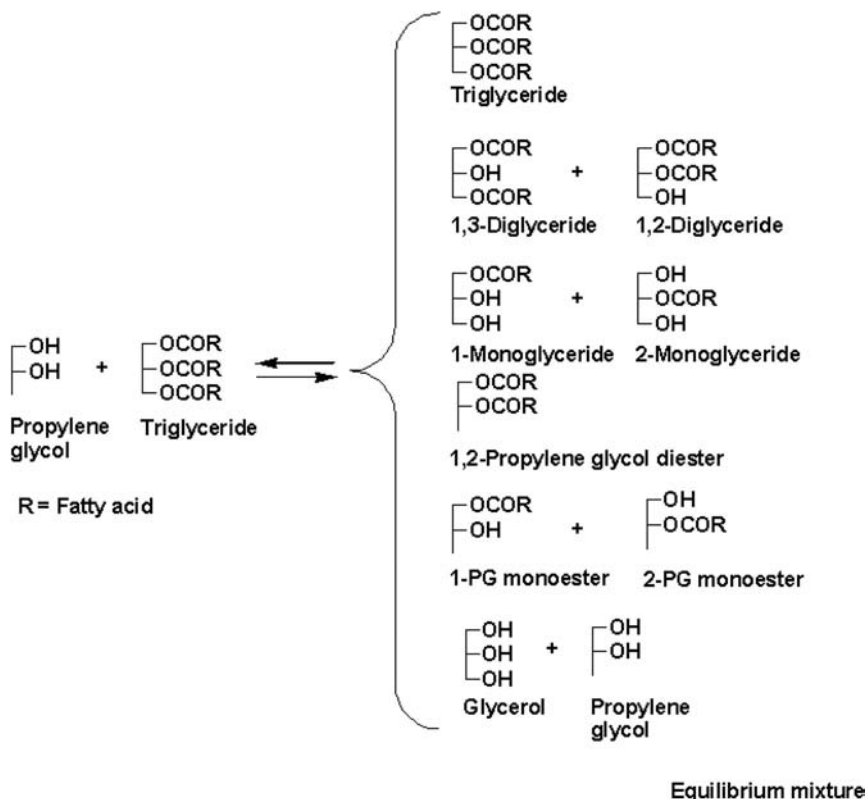 OCOR
OCOR
OCOR
Triglyceride
OCOR
OH
OCOR
1,3-Diglyceride
+
OCOR
OCOR
OH
1,2-Diglyceride
OCOR
OH
OH
1-Monoglyceride
+
OH
OCOR
OH
2-Monoglyceride
OH
OH
Propylene
glycol
+
OCOR
OCOR
OCOR
Triglyceride
R = Fatty acid
OCOR
OCOR
1,2-Propylene glycol diester
OCOR
OH
1-PG monoester
+
OH
OCOR
2-PG monoester
OH
OH
OH
Glycerol
+
OH
OH
Propylene
glycol
Equilibrium mixture